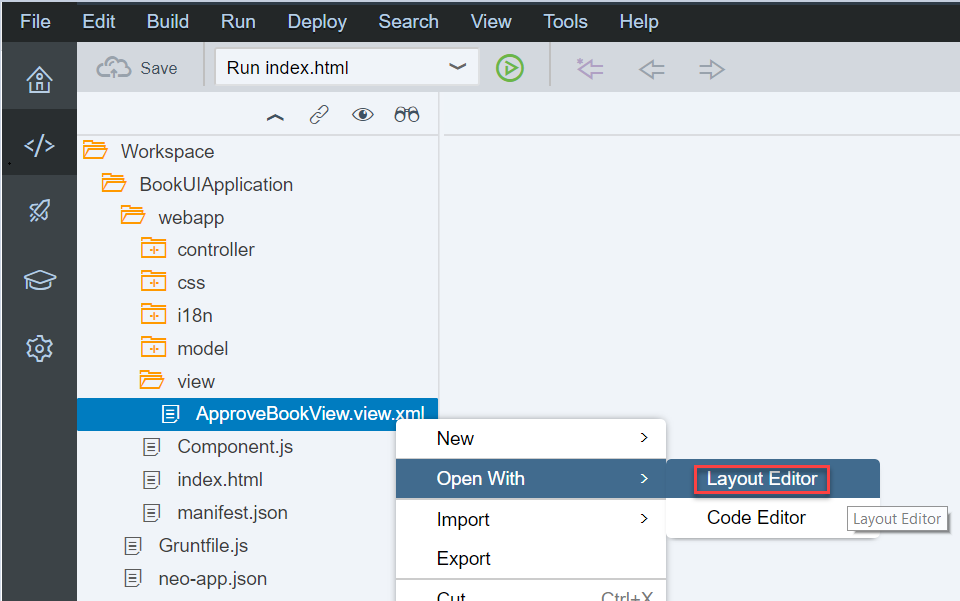 File Edit Build Run Deploy Search View Tools Help
Save Run index.html
Workspace
BookUIApplication
webapp
controller
css
i18n
model
view
ApproveBookView.view.xml
Component.js
index.html
manifest.json
Gruntfile.js
neo-app.json
New
Open With
Import
Export
Cut Ctrl+X
Layout Editor
Code Editor
Layout Editor